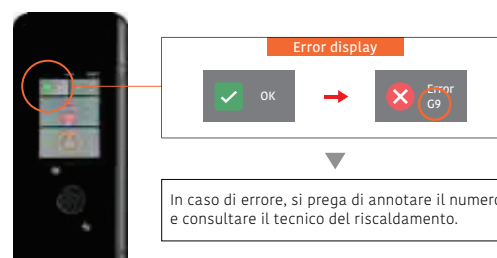 Error display
OK
Error
G9
In caso di errore, si prega di annotare il numero
e consultare il tecnico del riscaldamento.